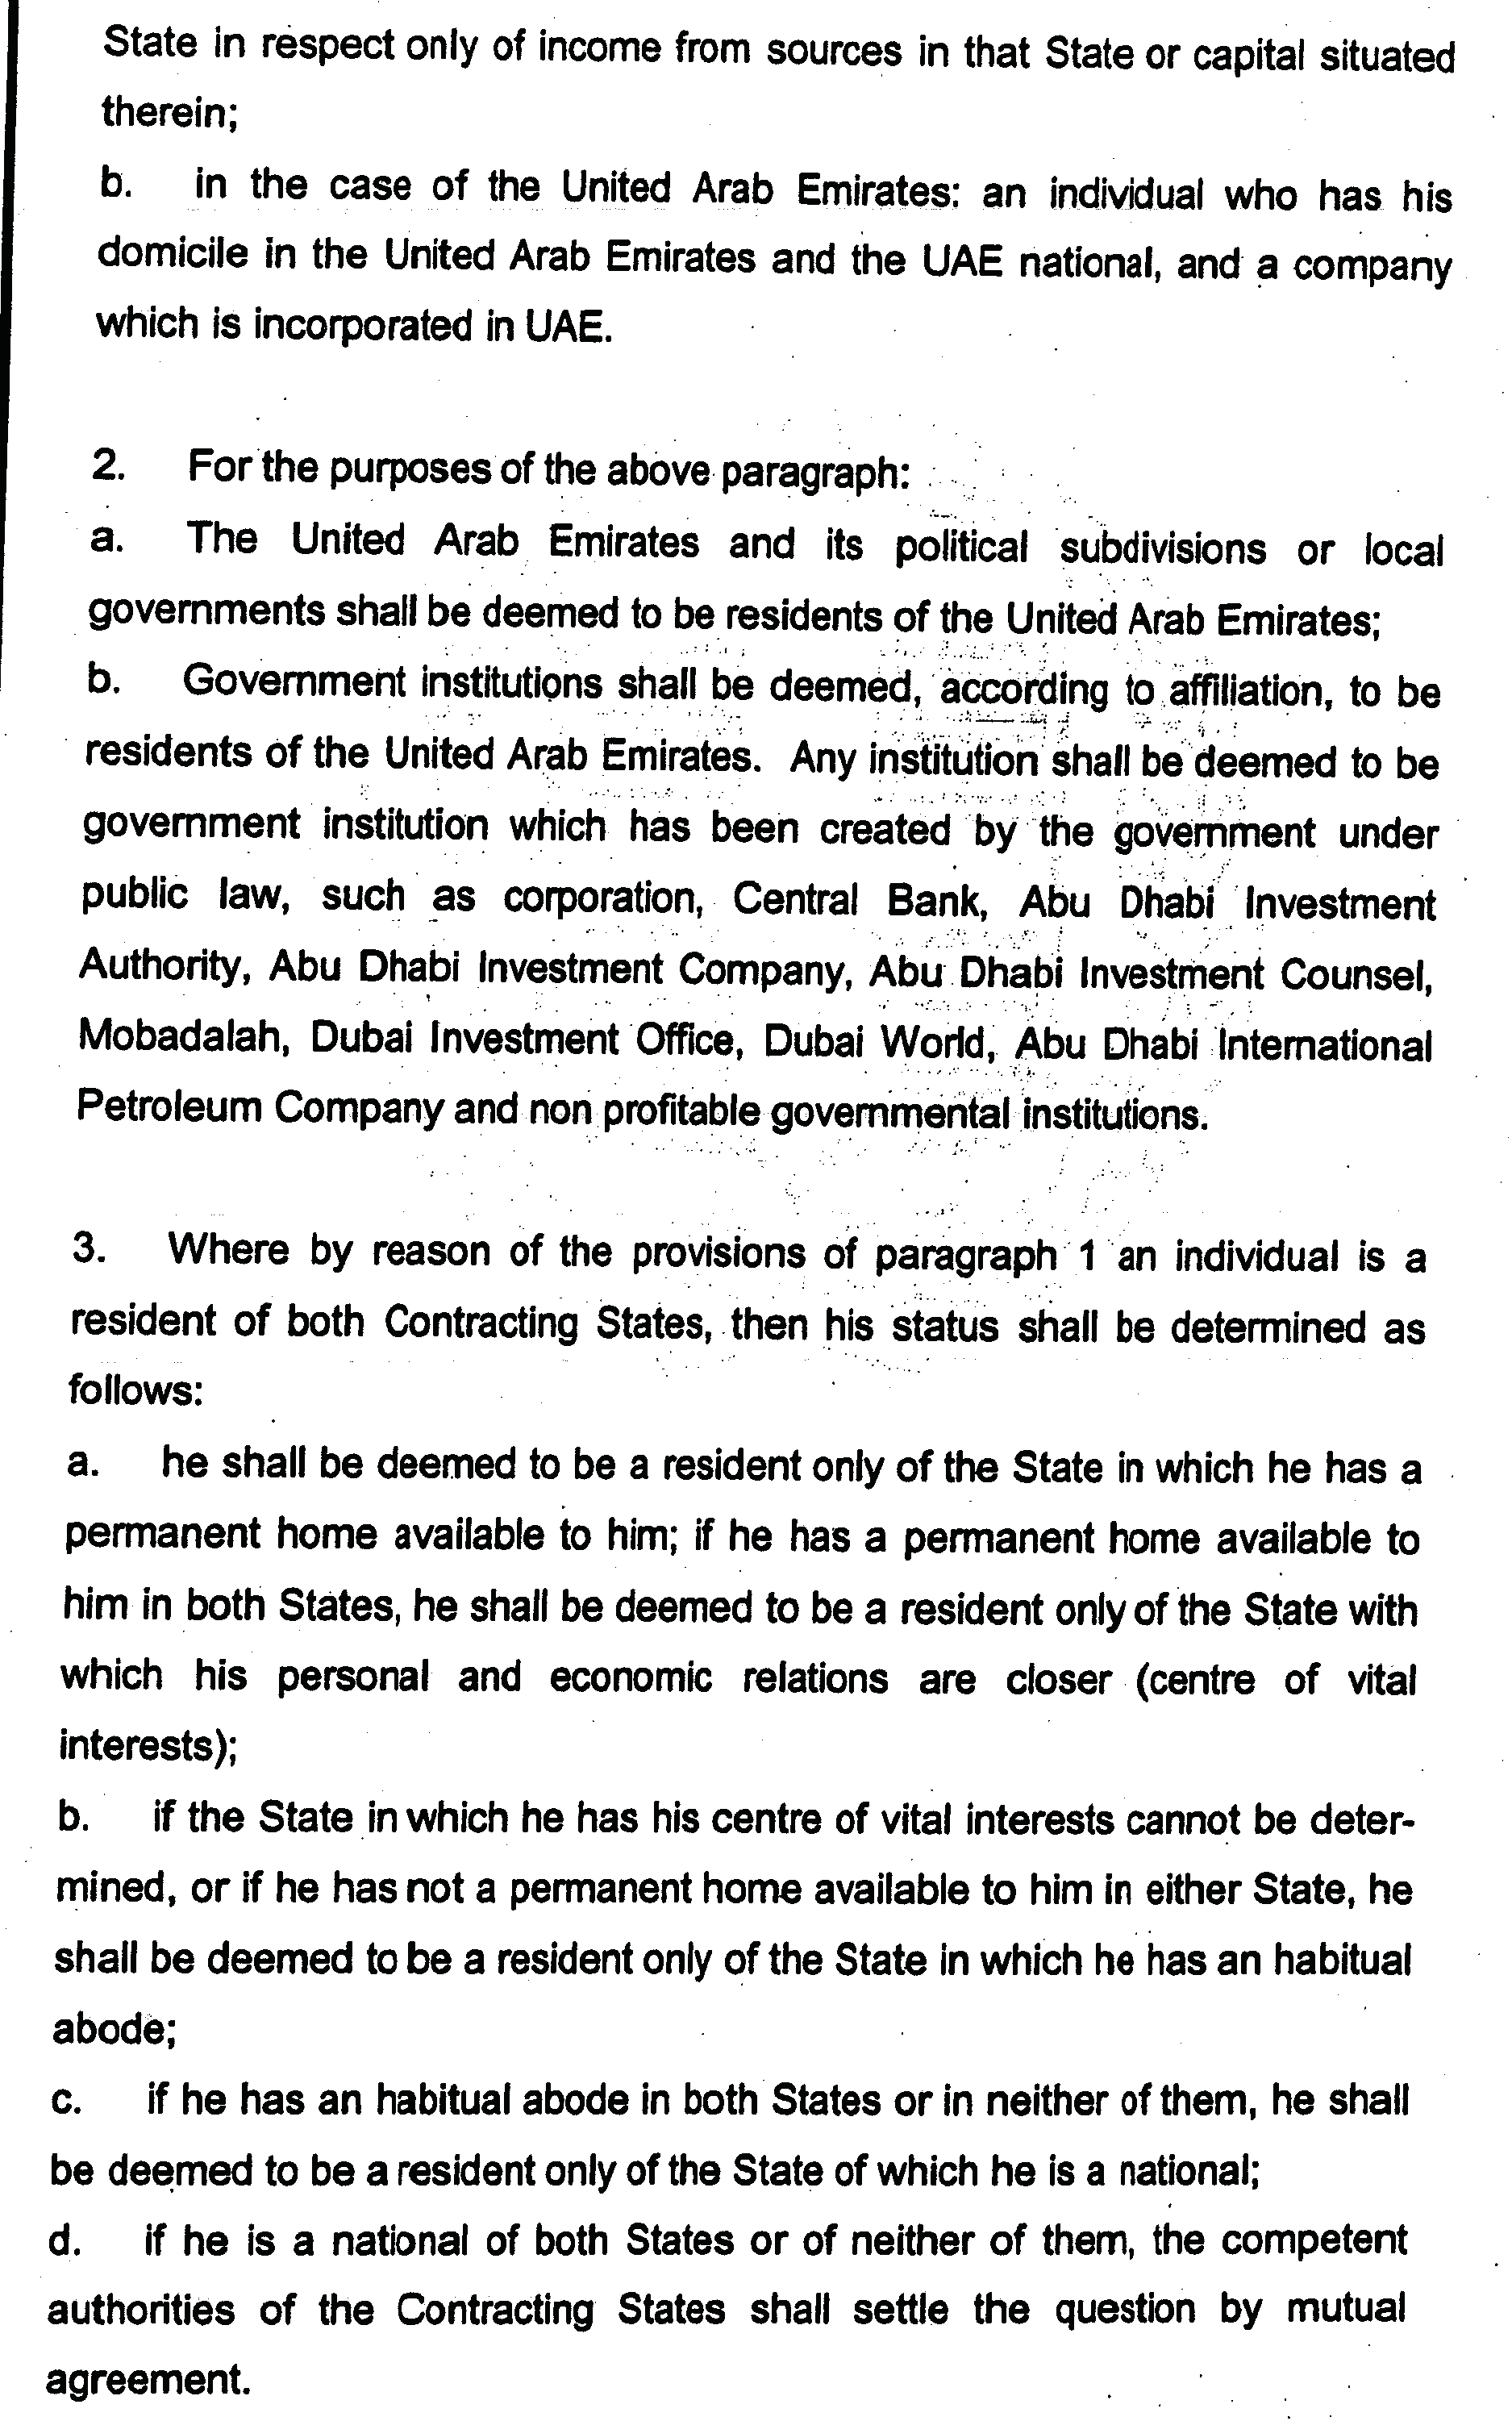 State in respect only of income from sources in that State or capital situated
therein;
b. in the case of the United Arab Emirates: an individual who has his
domicile in the United Arab Emirates and the UAE national, and a company
which is incorporated in UAE.
2. For the purposes of the above paragraph:
a. The United Arab Emirates and its political subdivisions or local
governments shall be deemed to be residents of the United Arab Emirates;
b. Government institutions shall be deemed, according to affiliation, to be
residents of the United Arab Emirates. Any institution shall be deemed to be
government institution which has been created by the government under
public law, such as corporation, Central Bank, Abu Dhabi Investment
Authority, Abu Dhabi Investment Company, Abu Dhabi Investment Counsel,
Mobadalah, Dubai Investment Office, Dubai World, Abu Dhabi International
Petroleum Company and non profitable governmental institutions.
3. Where by reason of the provisions of paragraph 1 an individual is a
resident of both Contracting States, then his status shall be determined as
follows:
a. he shall be deemed to be a resident only of the State in which he has a
permanent home available to him; if he has a permanent home available to
him in both States, he shall be deemed to be a resident only of the State with
which his personal and economic relations are closer (centre of vital
interests);
b. if the State in which he has his centre of vital interests cannot be deter-
mined, or if he has not a permanent home available to him in either State, he
shall be deemed to be a resident only of the State in which he has an habitual
abode;
c. if he has an habitual abode in both States or in neither of them, he shall
be deemed to be a resident only of the State of which he is a national;
d. if he is a national of both States or of neither of them, the competent
authorities of the Contracting States shall settle the question by mutual
agreement.